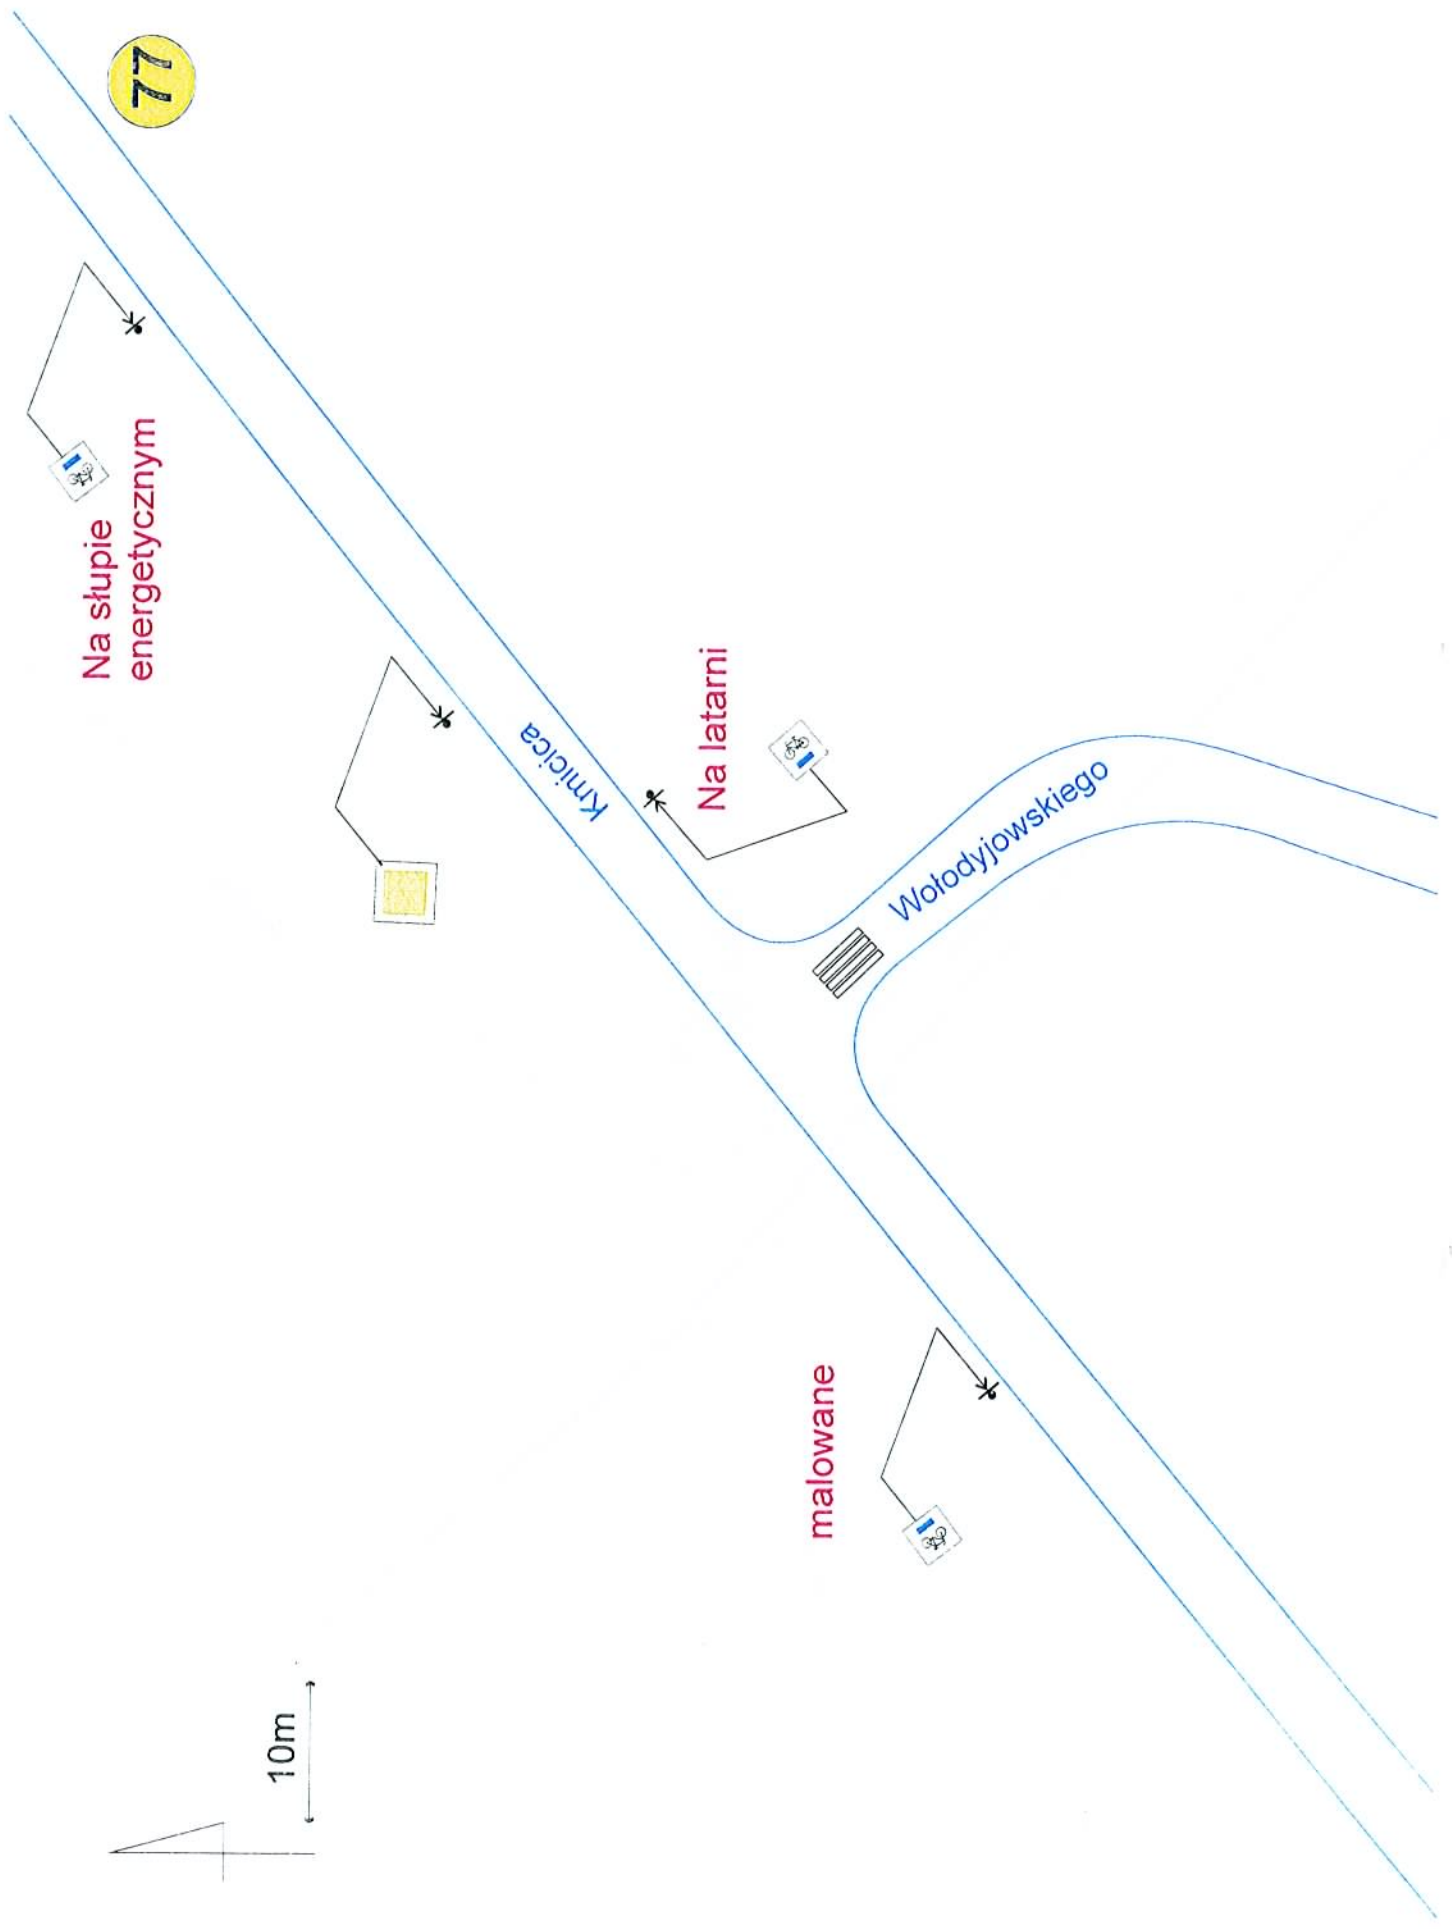 77
Na słupie
energetycznym
Kmicica
Na latarni
Wołodyjowskiego
malowane
10m